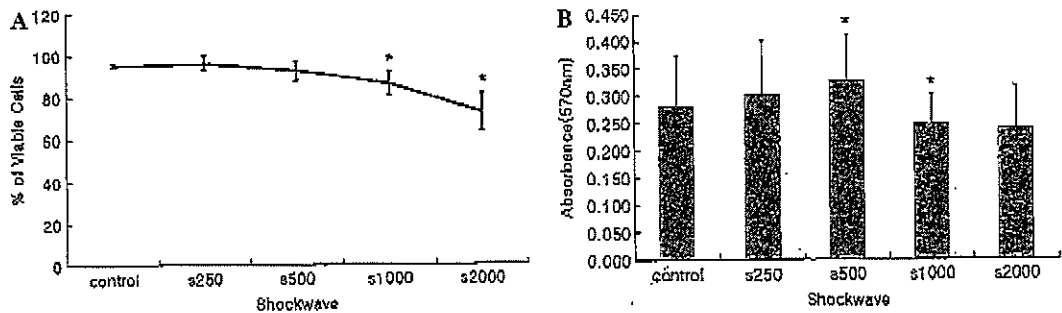 A
120
100
80
60
40
20
0
% of Viable Cells
*
*
control
s250
s500
s1000
s2000
Shockwave
B
0.450
0.450
0.350
0.300
0.250
0.200
0.150
0.100
0.050
0.000
Absorbance(570nm)
*
*
control
s250
s500
s1000
s2000
Shockwave